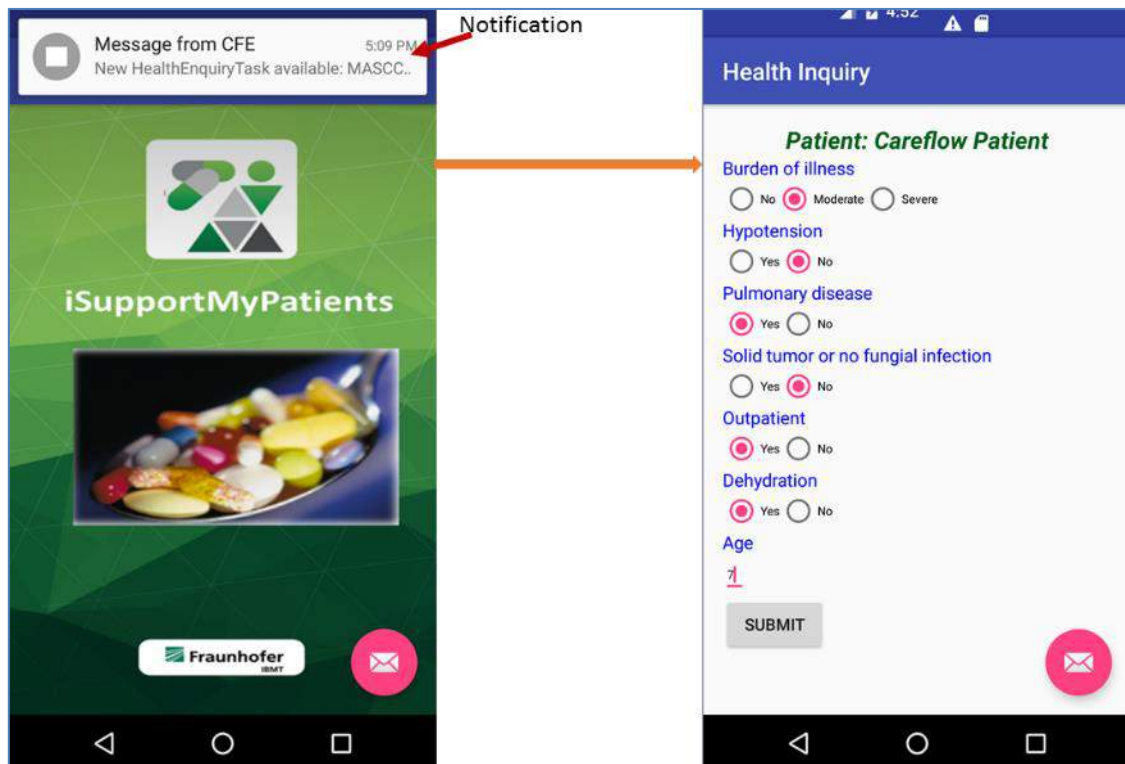 Message from CFE 5:09 PM
New HealthEnquiryTask available: MASCC..
iSupportMyPatients
Fraunhofer
IBMT
Notification
4:52
Health Inquiry
Patient: Careflow Patient
Burden of illness
No Moderate Severe
Hypotension
Yes No
Pulmonary disease
Yes No
Solid tumor or no fungial infection
Yes No
Outpatient
Yes No
Dehydration
Yes No
Age
7
SUBMIT